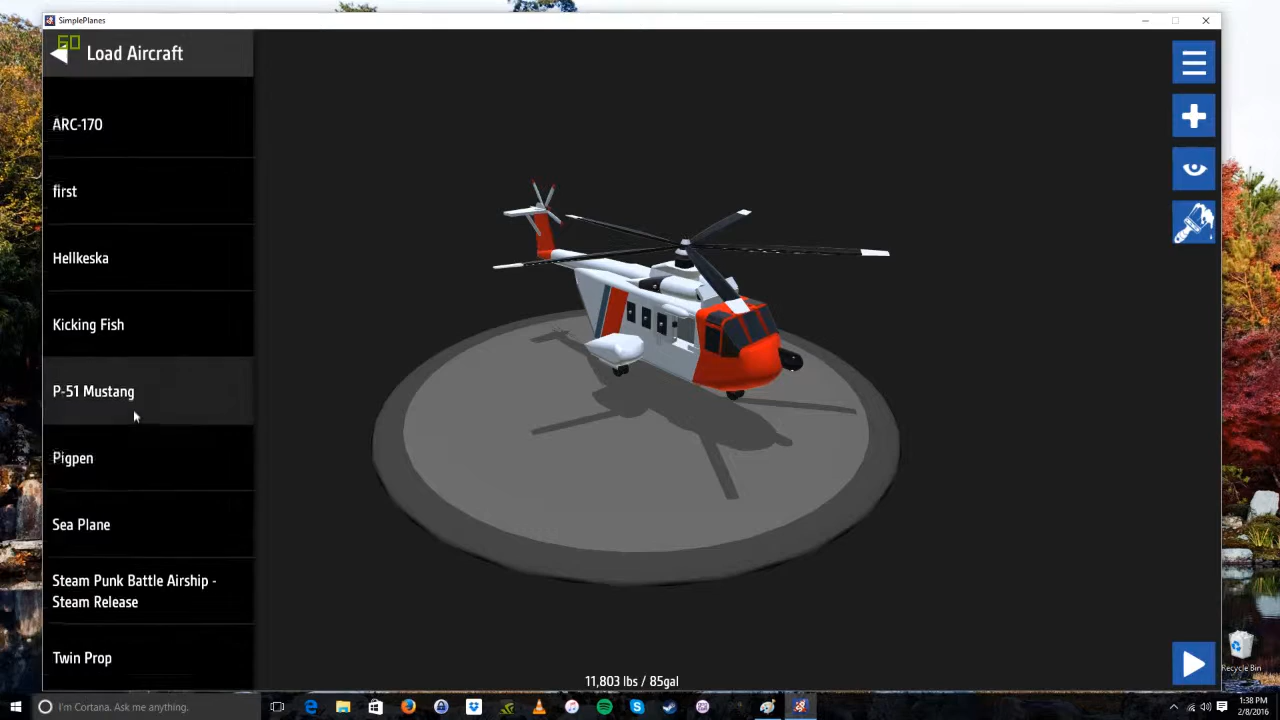 SimplePlanes
60
Load Aircraft
ARC-170
first
Hellkeska
Kicking Fish
P-51 Mustang
Pigpen
Sea Plane
Steam Punk Battle Airship -
Steam Release
Twin Prop
11,803 lbs / 85gal
Recycle Bin
I'm Cortana. Ask me anything.
1:38 PM
2/8/2016